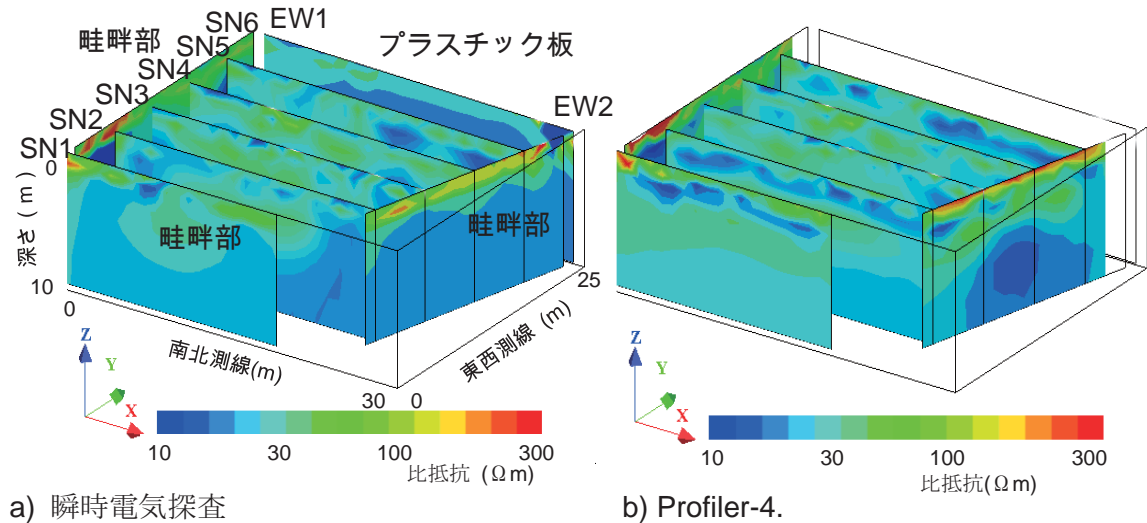 SN6 EW1
畦畔部
プラスチック板
SN5
SN4
SN3
EW2
SN2
SN1
0
深さ(m)
畦畔部
畦畔部
10
0
25
南北測線(m)
東西測線(m)
30 0
Z
Y
X
10 30 100 300
比抵抗 (Ωm)
a) 瞬時電気探査
Z
Y
X
10 30 100 300
比抵抗(Ωm)
b) Profiler-4.